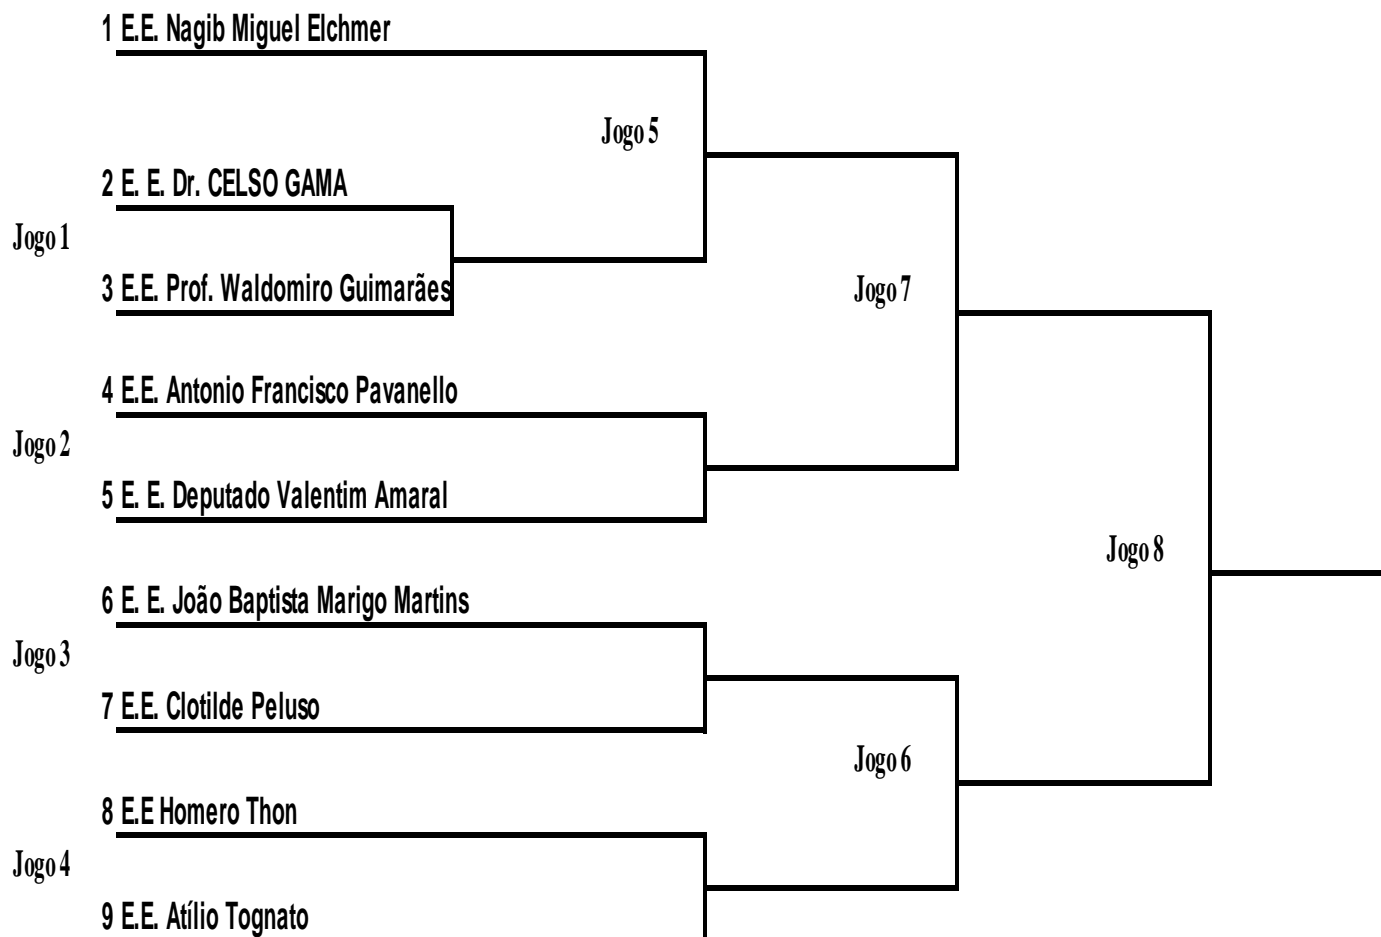 1 E.E. Nagib Miguel Elchmer
Jogo 5
2 E. E. Dr. CELSO GAMA
Jogo 1
3 E.E. Prof. Waldomiro Guimarães
Jogo 7
4 E.E. Antonio Francisco Pavanello
Jogo 2
5 E. E. Deputado Valentim Amaral
Jogo 8
6 E. E. João Baptista Marigo Martins
Jogo 3
7 E.E. Clotilde Peluso
Jogo 6
8 E.E Homero Thon
Jogo 4
9 E.E. Atílio Tognato